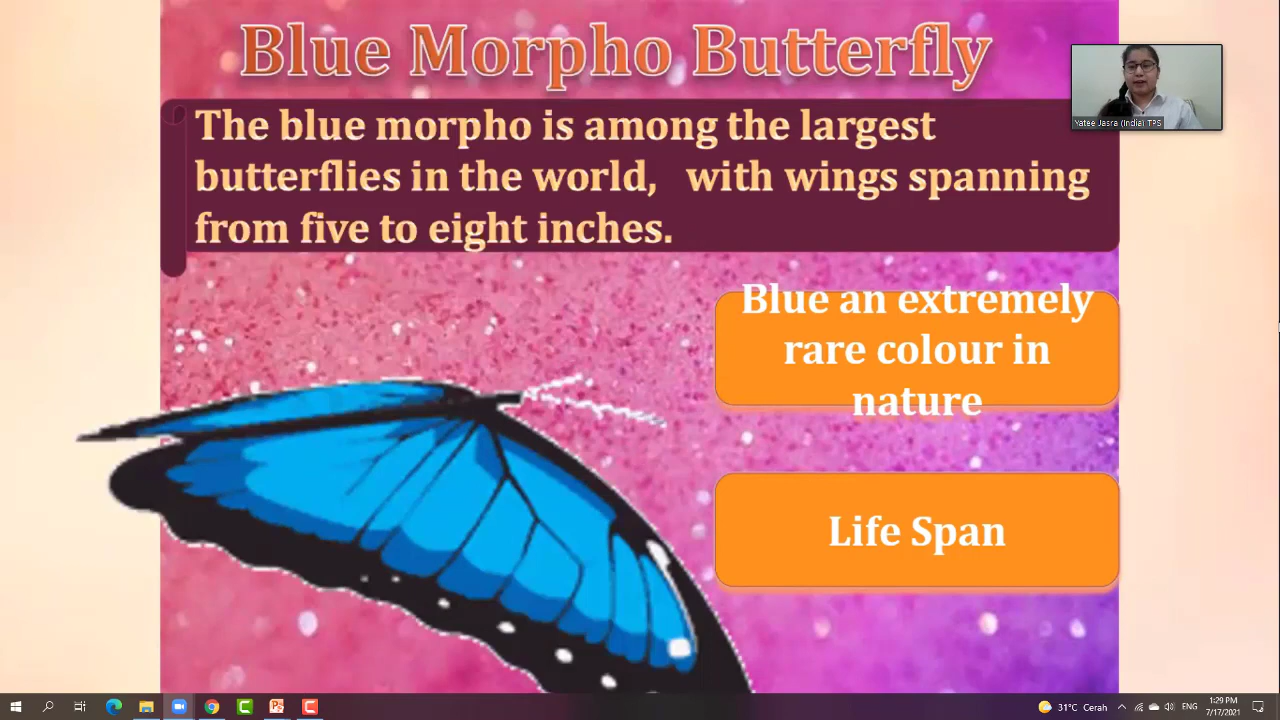 Blue Morpho Butterfly
Yatee Jasra (India) TPS
The blue morpho is among the largest
butterflies in the world, with wings spanning
from five to eight inches.
Blue an extremely
rare colour in
nature
Life Span
31°C Cerah
ENG
1:29 PM
7/17/2021